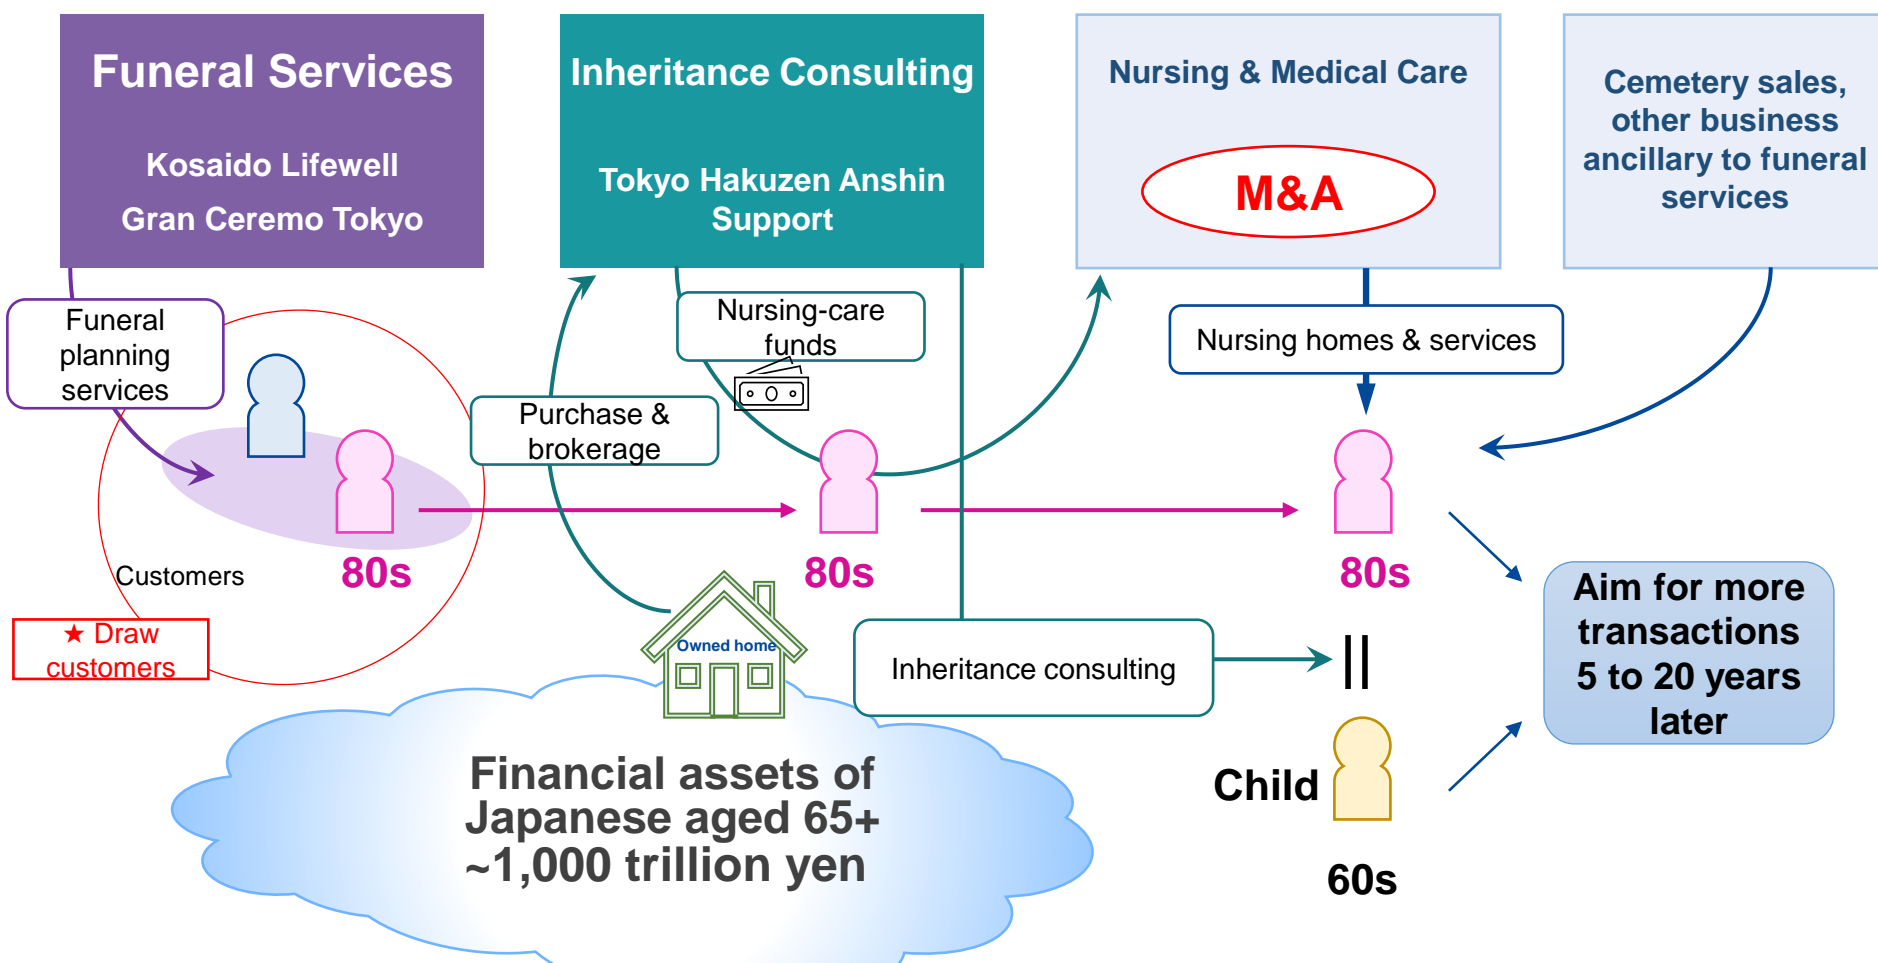 Funeral Services
Kosaido Lifewell
Gran Ceremo Tokyo
Inheritance Consulting
Tokyo Hakuzen Anshin
Support
Nursing & Medical Care
M&A
Cemetery sales,
other business
ancillary to funeral
services
Funeral
planning
services
Nursing-care
funds
Nursing homes & services
Purchase &
brokerage
Customers
80s
80s
80s
★ Draw
customers
Owned home
Inheritance consulting
Aim for more
transactions
5 to 20 years
later
Financial assets of
Japanese aged 65+
~1,000 trillion yen
Child
60s